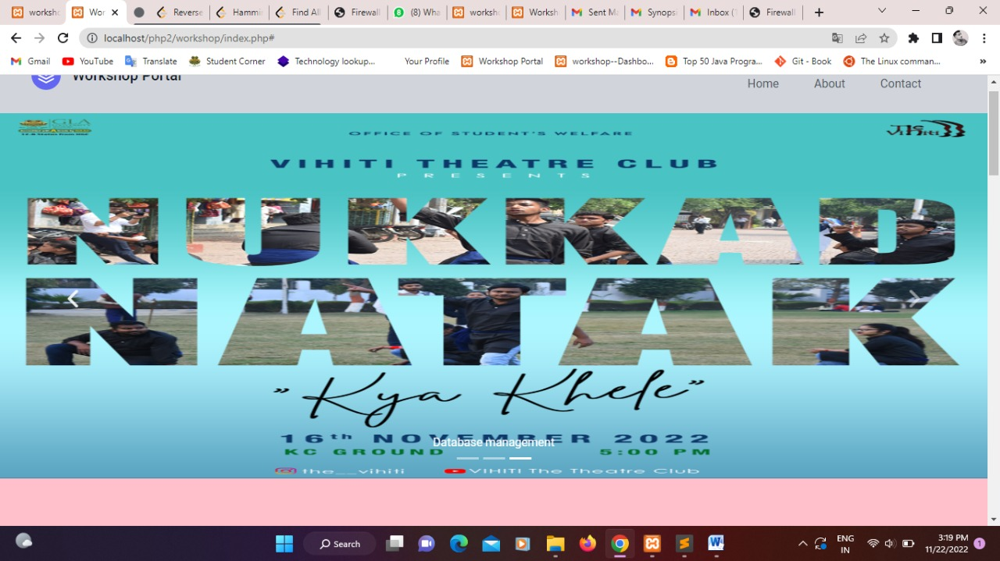 worksho
Wor
Reverse
Hammi
Find All
Firewall
(8) Wha
worksh
Worksh
Sent M
Synops
Inbox (
Firewall
localhost/php2/workshop/index.php#
Gmail
YouTube
Translate
Student Corner
Technology lookup...
Your Profile
Workshop Portal
workshop--Dashbo...
Top 50 Java Progra...
Git - Book
The Linux comman...
»
Workshop Portal
Home
About
Contact
GLA
OFFICE OF STUDENT'S WELFARE
The Vihiti
VIHITI THEATRE CLUB
PRESENTS
NUKKAD
NATAK
"Kya Khele"
16th NOVEMBER 2022
Database management
KC GROUND 5:00 PM
the__vihiti
VIHITI The Theatre Club
Search
ENG
IN
3:19 PM
11/22/2022
1